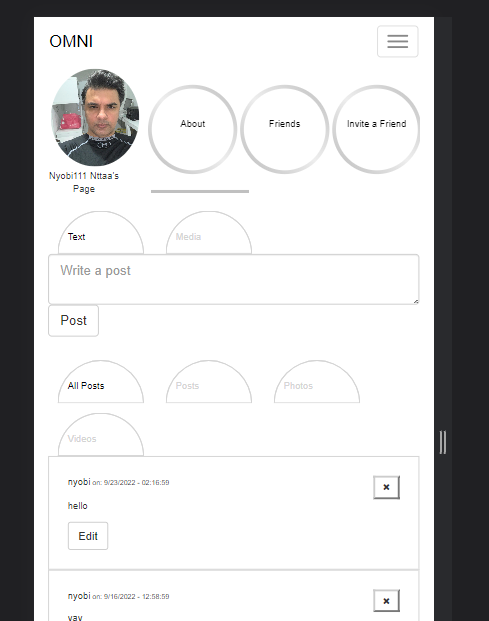 OMNI
About
Friends
Invite a Friend
Nyobi111 Nttaa's
Page
Text
Media
Write a post
Post
All Posts
Posts
Photos
Videos
nyobi on: 9/23/2022 - 02:16:59
×
hello
Edit
nyobi on: 9/16/2022 - 12:58:59
×
yay